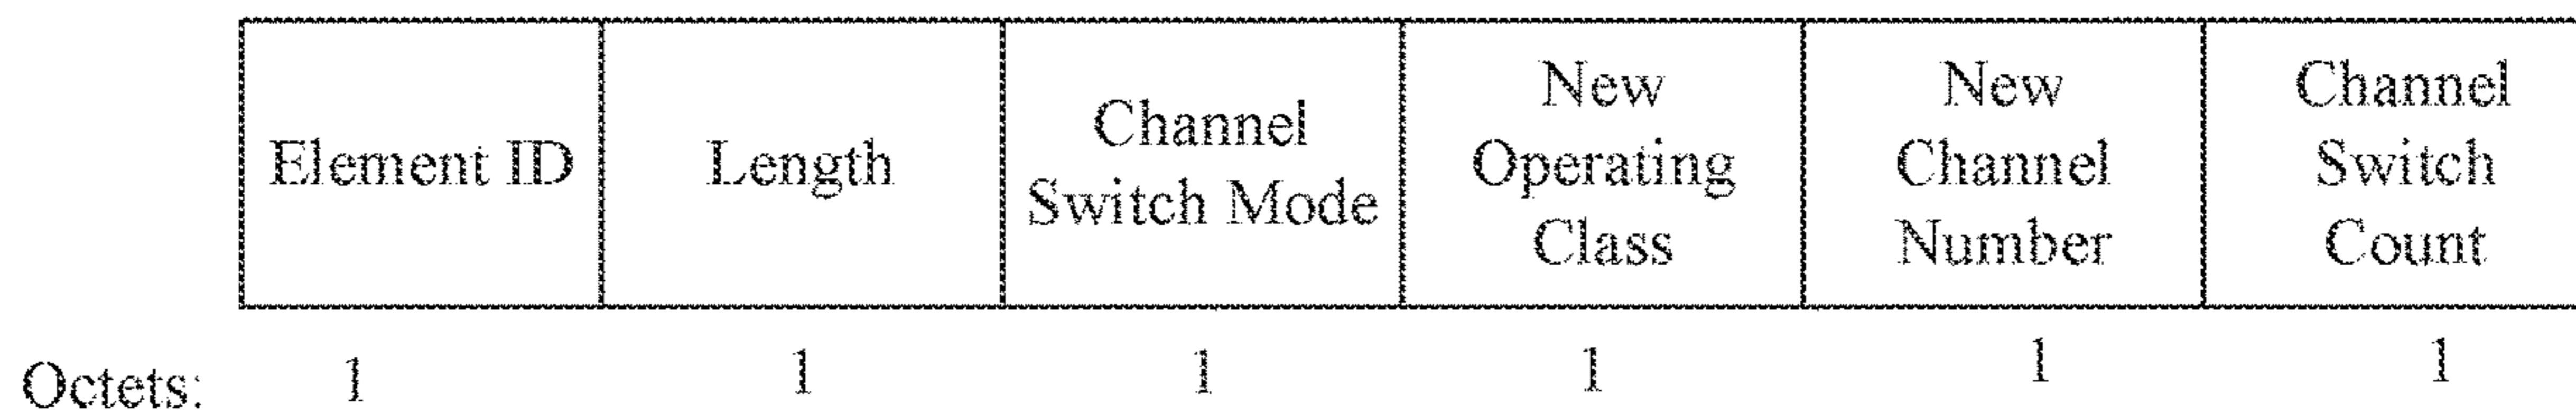 Element ID
Length
Channel
Switch Mode
New
Operating
Class
New
Channel
Number
Channel
Switch
Count
Octets: 1 1 1 1 1 1